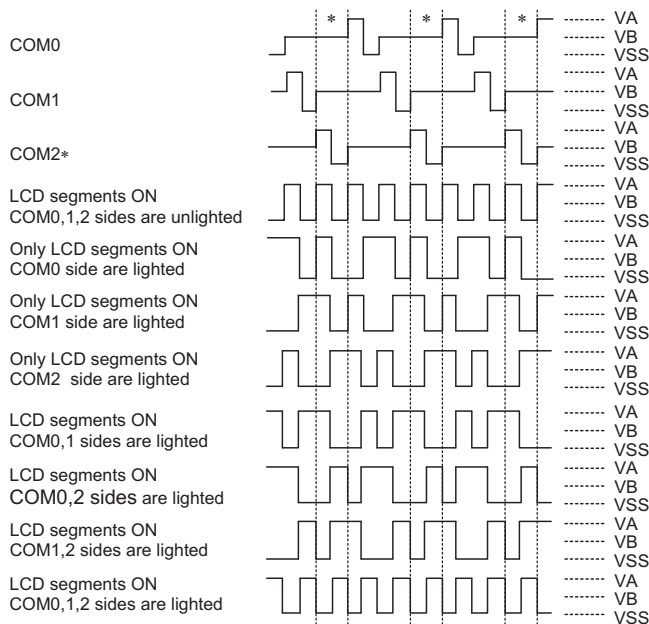 * * * VA
COM0 VB
VSS
VA
COM1 VB
VSS
VA
COM2* VB
VSS
LCD segments ON VA
COM0,1,2 sides are unlighted VB
VSS
Only LCD segments ON VA
COM0 side are lighted VB
VSS
Only LCD segments ON VA
COM1 side are lighted VB
VSS
Only LCD segments ON VA
COM2 side are lighted VB
VSS
LCD segments ON VA
COM0,1 sides are lighted VB
VSS
LCD segments ON VA
COM0,2 sides are lighted VB
VSS
LCD segments ON VA
COM1,2 sides are lighted VB
VSS
LCD segments ON VA
COM0,1,2 sides are lighted VB
VSS